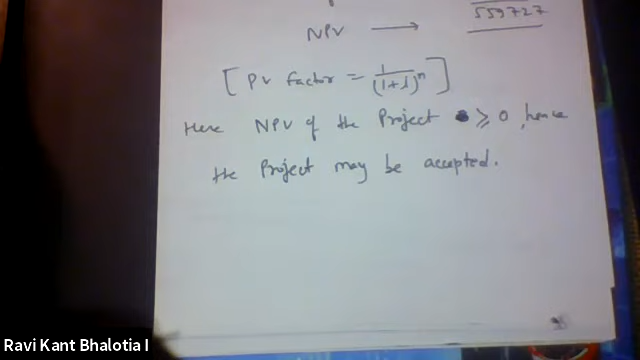 559727
NPV →
[ PV factor = 1/(1+i)^n ]
Here NPV of the Project ≥ 0, hence
the Project may be accepted.
Ravi Kant Bhalotia I